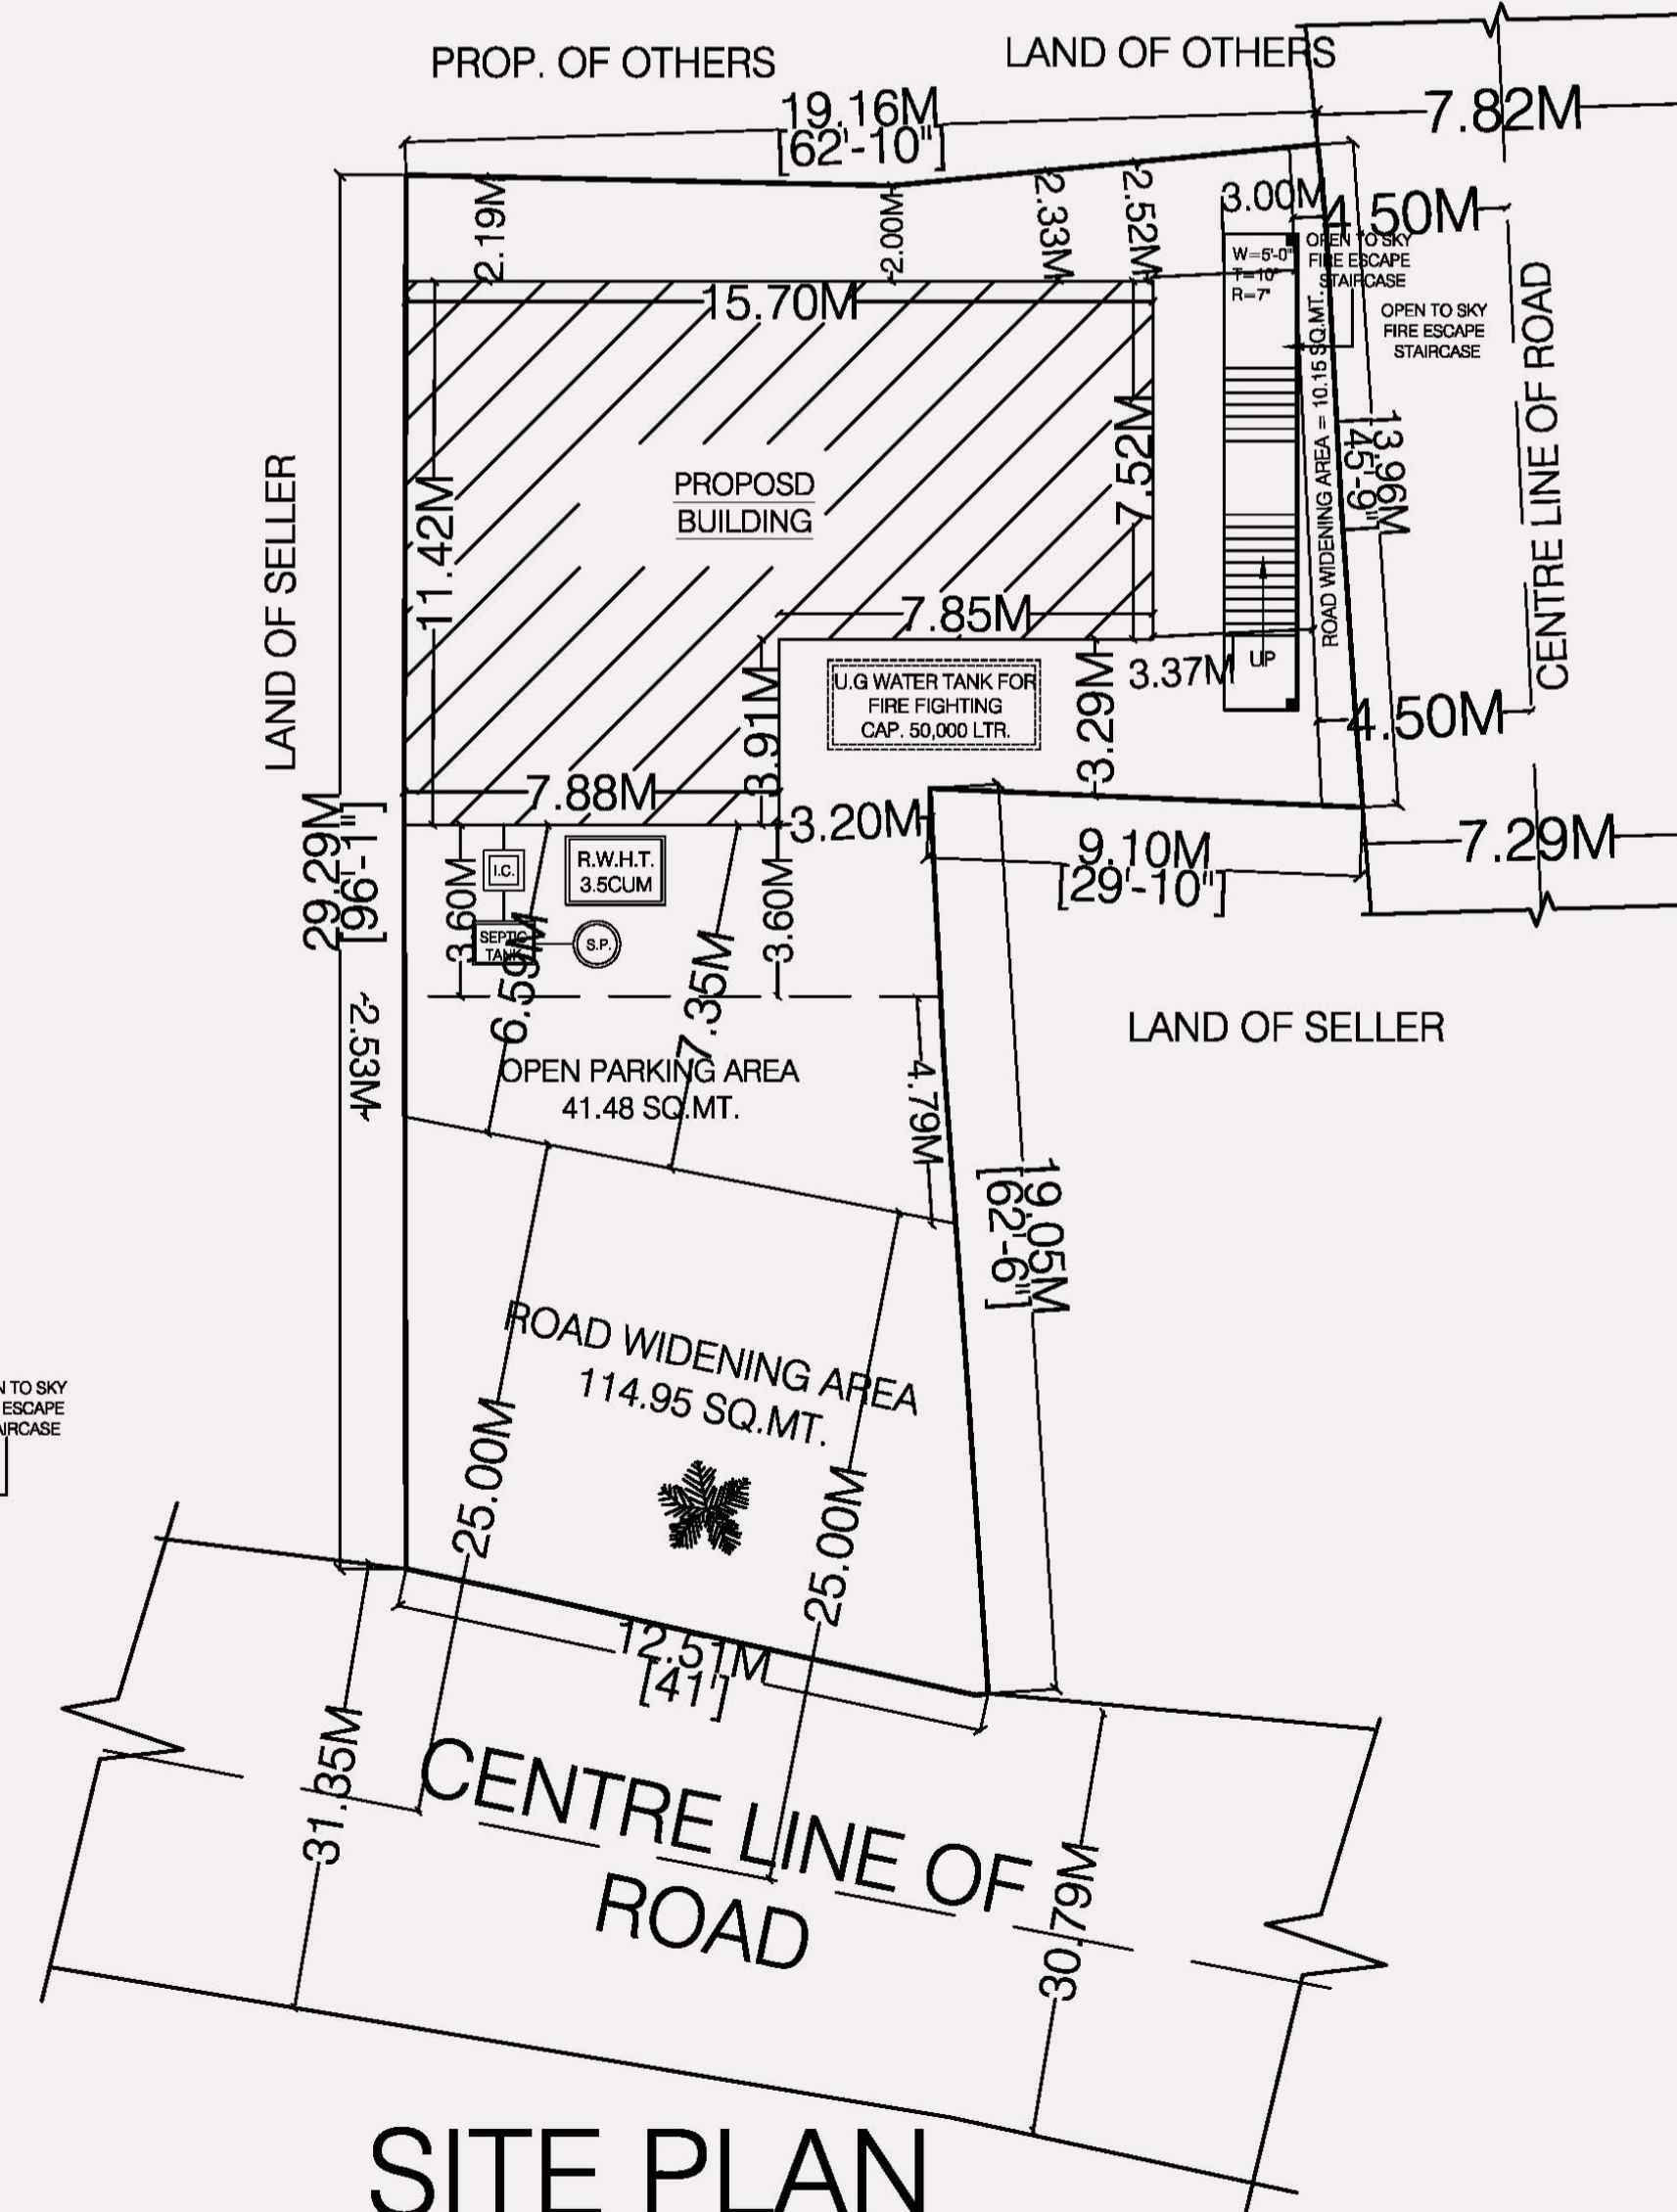 PROP. OF OTHERS
LAND OF OTHERS
19.16M
[62'-10"]
7.82M
2.19M
2.00M
2.33M
2.52M
3.00M
4.50M
W=5'-0"
T=10"
R=7"
OPEN TO SKY
FIRE ESCAPE
STAIRCASE
OPEN TO SKY
FIRE ESCAPE
STAIRCASE
15.70M
11.42M
PROPOSD
BUILDING
7.52M
ROAD WIDENING AREA = 10.15 SQ.MT.
13.96M
[45'-9"]
CENTRE LINE OF ROAD
LAND OF SELLER
7.85M
U.G WATER TANK FOR
FIRE FIGHTING
CAP. 50,000 LTR.
3.91M
3.29M
3.37M
UP
4.50M
7.88M
3.20M
9.10M
[29'-10"]
7.29M
29.29M
[96'-1"]
3.60M
I.C.
R.W.H.T.
3.5CUM
3.60M
SEPTIC
TANK
S.P.
6.59M
7.35M
2.53M
OPEN PARKING AREA
41.48 SQ.MT.
4.79M
LAND OF SELLER
19.05M
[62'-6"]
ROAD WIDENING AREA
114.95 SQ.MT.
25.00M
25.00M
N TO SKY
ESCAPE
AIRCASE
12.51M
[41']
31.35M
CENTRE LINE OF
ROAD
30.79M
SITE PLAN